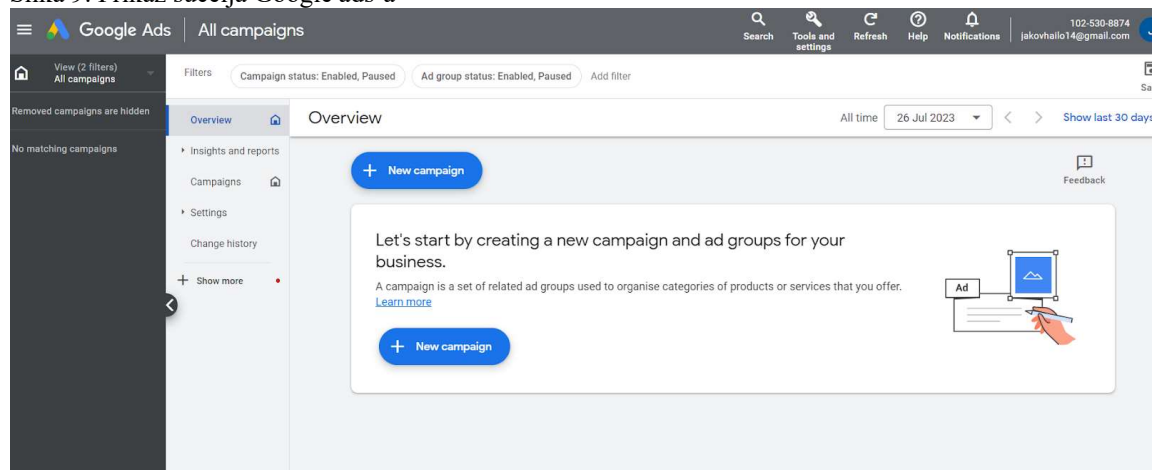 Slika 9. Prikaz sučelja Google ads-a
Google Ads All campaigns
Search Tools and settings Refresh Help Notifications
102-530-8874
jakovhailo14@gmail.com
J
View (2 filters)
All campaigns
Filters Campaign status: Enabled, Paused Ad group status: Enabled, Paused Add filter
Removed campaigns are hidden
No matching campaigns
Overview
Insights and reports
Campaigns
Settings
Change history
Show more
Overview All time 26 Jul 2023 Show last 30 days
New campaign
Feedback
Let's start by creating a new campaign and ad groups for your
business.
A campaign is a set of related ad groups used to organise categories of products or services that you offer.
Learn more
New campaign
Ad